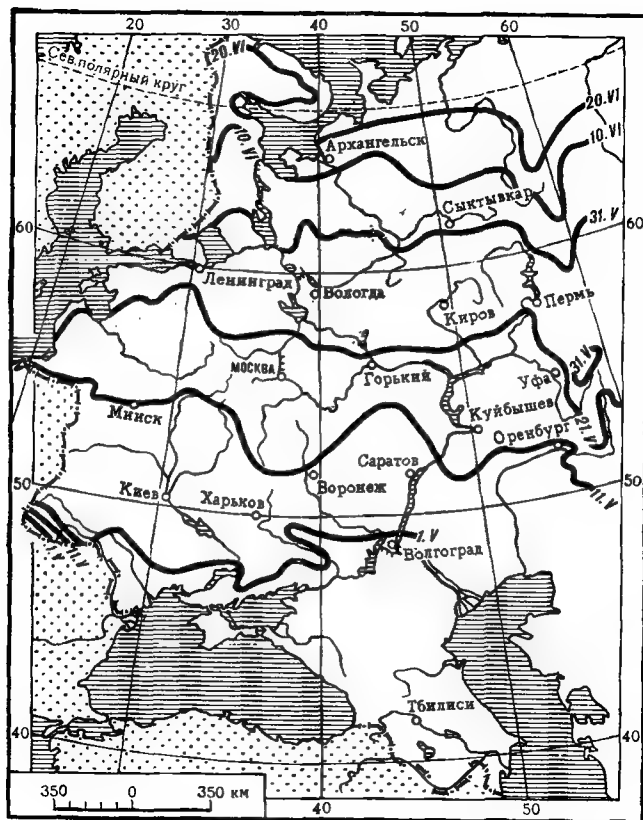 20 30 40 50 60
Сев. полярный круг
20. VI
20. VI
10. VI
10. VI
Архангельск
Сыктывкар
31. V
60 60
Ленинград
Вологда
Киров
Пермь
МОСКВА
Горький
Уфа
31. V
Минск
Куйбышев
21. V
Оренбург
Саратов
11. V
50 50
Киев
Харьков
Воронеж
1. V
Волгоград
Тбилиси
40 40
350 0 350 км
40 50